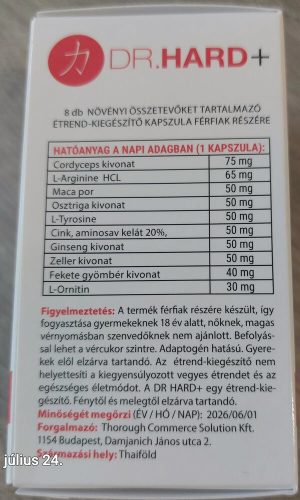 力 DR.HARD+
8 db NÖVÉNYI ÖSSZETEVŐKET TARTALMAZÓ
ÉTREND-KIEGÉSZÍTŐ KAPSZULA FÉRFIAK RÉSZÉRE
HATÓANYAG A NAPI ADAGBAN (1 KAPSZULA):
Cordyceps kivonat 75 mg
L-Arginine HCL 65 mg
Maca por 50 mg
Osztriga kivonat 50 mg
L-Tyrosine 50 mg
Cink, aminosav kelát 20%, 50 mg
Ginseng kivonat 50 mg
Zeller kivonat 50 mg
Fekete gyömbér kivonat 40 mg
L-Ornitin 30 mg
Figyelmeztetés: A termék férfiak részére készült, így
fogyasztása gyermekeknek 18 év alatt, nőknek, magas
vérnyomásban szenvedőknek nem ajánlott. Befolyás-
sal lehet a vércukor szintre. Adaptogén hatású. Gyere-
kek elől elzárva tartandó. Az étrend-kiegészítő nem
helyettesíti a kiegyensúlyozott vegyes étrendet és az
egészséges életmódot. A DR HARD+ egy étrend-kie-
gészítő. Fénytől és melegtől elzárva tartandó.
Minőségét megőrzi (ÉV / HÓ / NAP): 2026/06/01
Forgalmazó: Thorough Commerce Solution Kft.
1154 Budapest, Damjanich János utca 2.
Származási hely: Thaiföld
július 24.